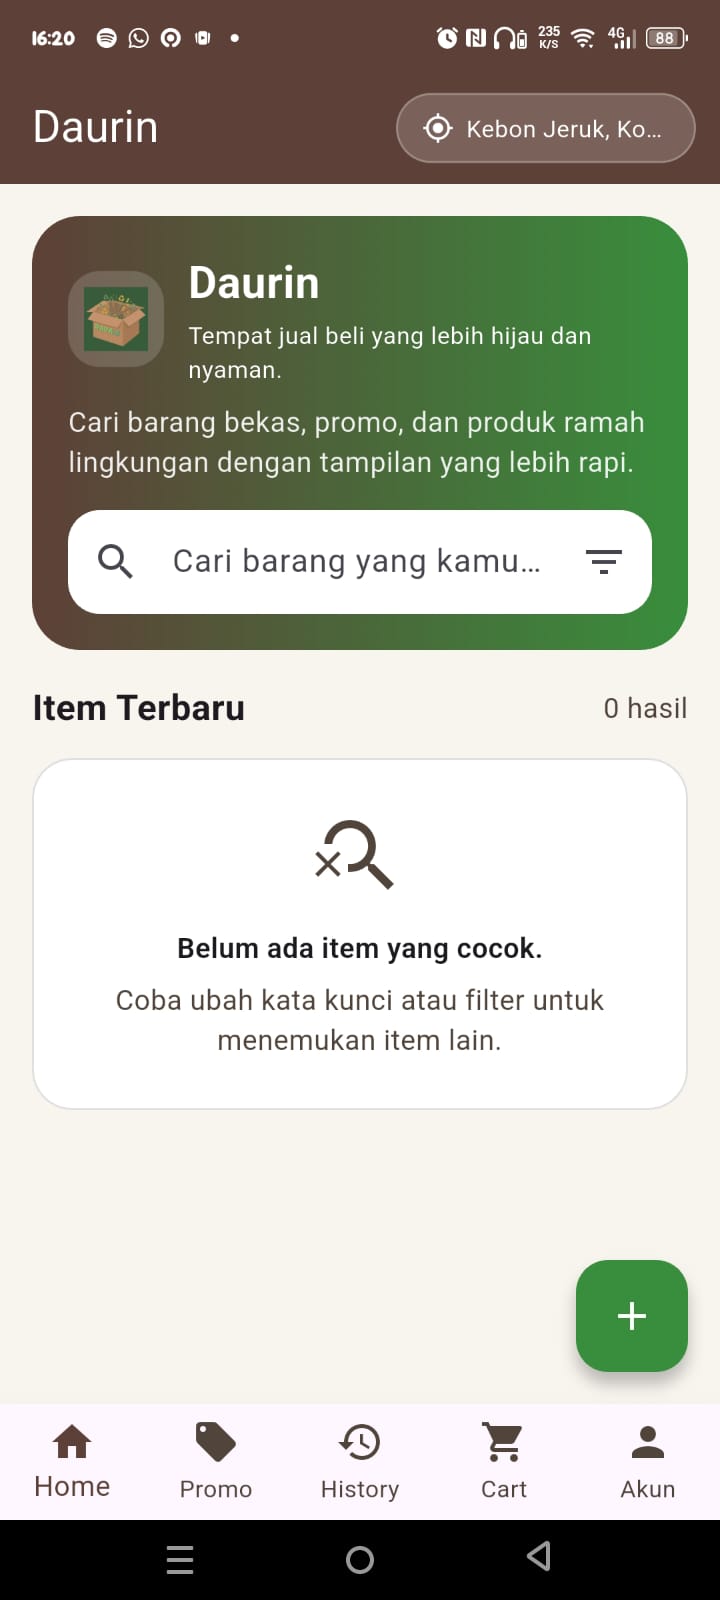 16:20
235
K/S
4G
88
Daurin
Kebon Jeruk, Ko...
Daurin
Tempat jual beli yang lebih hijau dan
nyaman.
Cari barang bekas, promo, dan produk ramah
lingkungan dengan tampilan yang lebih rapi.
Cari barang yang kamu...
Item Terbaru
0 hasil
Belum ada item yang cocok.
Coba ubah kata kunci atau filter untuk
menemukan item lain.
Home
Promo
History
Cart
Akun